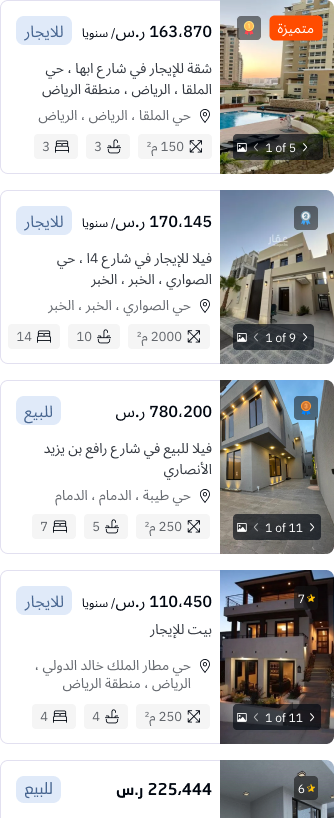 متميزة
163،870 ر.س/ سنويا
للايجار
شقة للإيجار في شارع ابها ، حي
الملقا ، الرياض ، منطقة الرياض
حي الملقا ، الرياض ، الرياض
150 م²
3
3
1 of 5
170،145 ر.س/ سنويا
للايجار
فيلا للإيجار في شارع 4ا ، حي
الصواري ، الخبر ، الخبر
حي الصواري ، الخبر ، الخبر
2000 م²
10
14
عقار
1 of 9
780،200 ر.س
للبيع
فيلا للبيع في شارع رافع بن يزيد
الأنصاري
حي طيبة ، الدمام ، الدمام
250 م²
5
7
1 of 11
110،450 ر.س/ سنويا
للايجار
بيت للإيجار
حي مطار الملك خالد الدولي ،
الرياض ، منطقة الرياض
250 م²
4
4
7
1 of 11
225،444 ر.س
للبيع
6